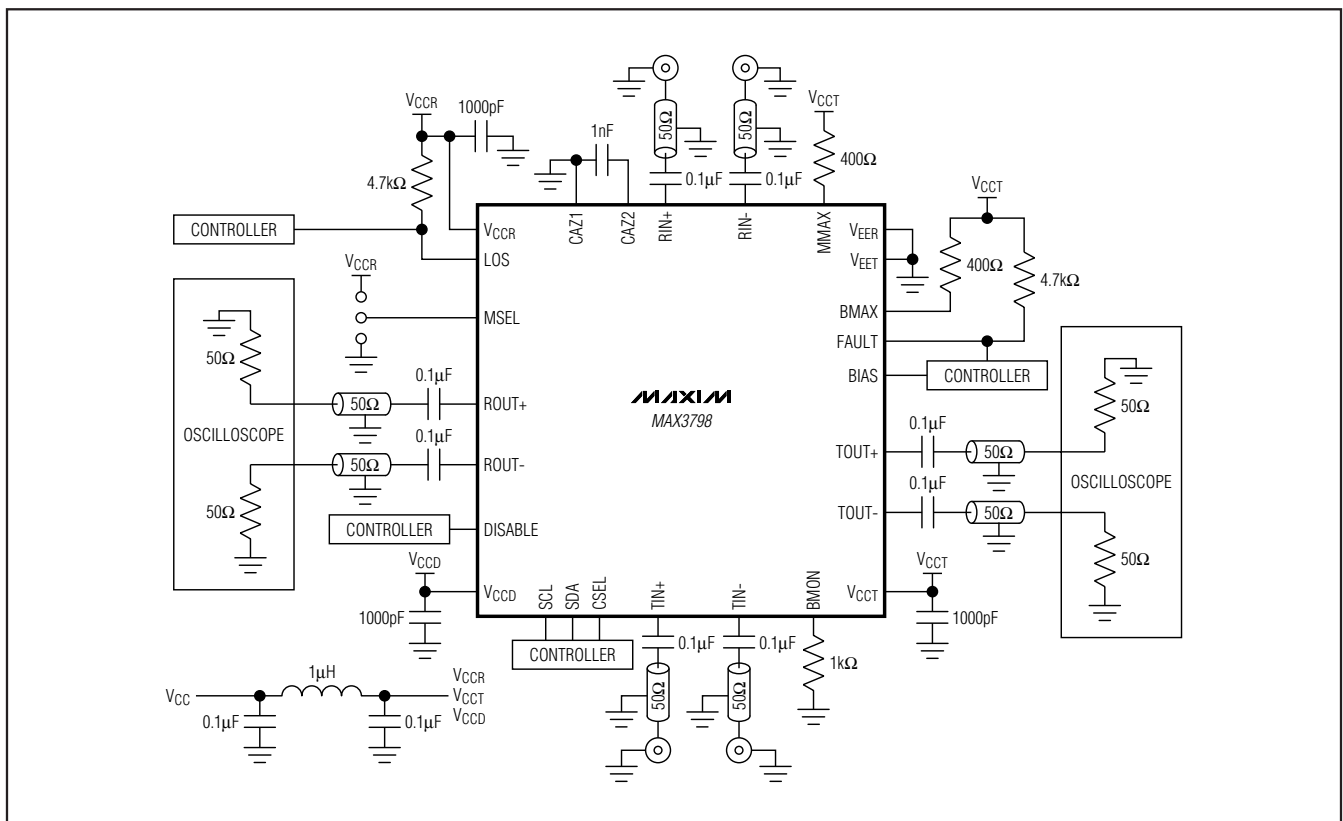 VCCR
1000pF
4.7kΩ
1nF
50Ω
50Ω
0.1μF
0.1μF
VCCT
400Ω
VCCT
400Ω
4.7kΩ
CONTROLLER
VCCR
LOS
CAZ1
CAZ2
RIN+
RIN-
MMAX
VEER
VEET
BMAX
FAULT
BIAS
CONTROLLER
VCCR
MSEL
50Ω
OSCILLOSCOPE
50Ω
50Ω
0.1μF
ROUT+
50Ω
0.1μF
ROUT-
MAXIM
MAX3798
TOUT+
0.1μF
50Ω
TOUT-
0.1μF
50Ω
50Ω
OSCILLOSCOPE
50Ω
CONTROLLER
DISABLE
VCCD
VCCD
1000pF
SCL
SDA
CSEL
CONTROLLER
TIN+
TIN-
BMON
VCCT
VCCT
1000pF
0.1μF
0.1μF
50Ω
50Ω
1kΩ
VCC
1μH
0.1μF
0.1μF
VCCR
VCCT
VCCD